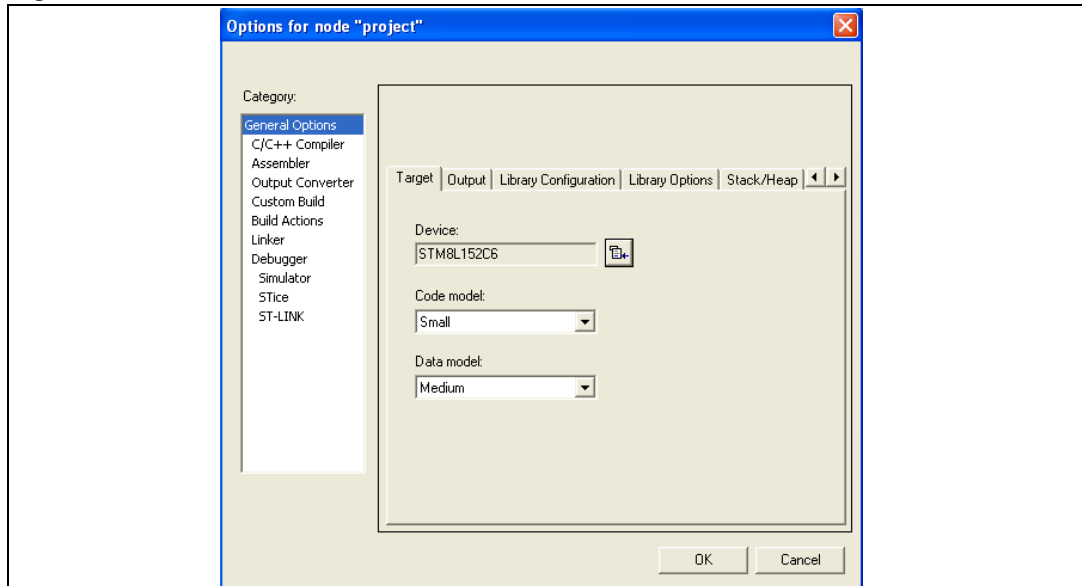 Options for node "project"
Category:
General Options
C/C++ Compiler
Assembler
Output Converter
Custom Build
Build Actions
Linker
Debugger
Simulator
STice
ST-LINK
Target Output Library Configuration Library Options Stack/Heap
Device:
STM8L152C6
Code model:
Small
Data model:
Medium
OK Cancel